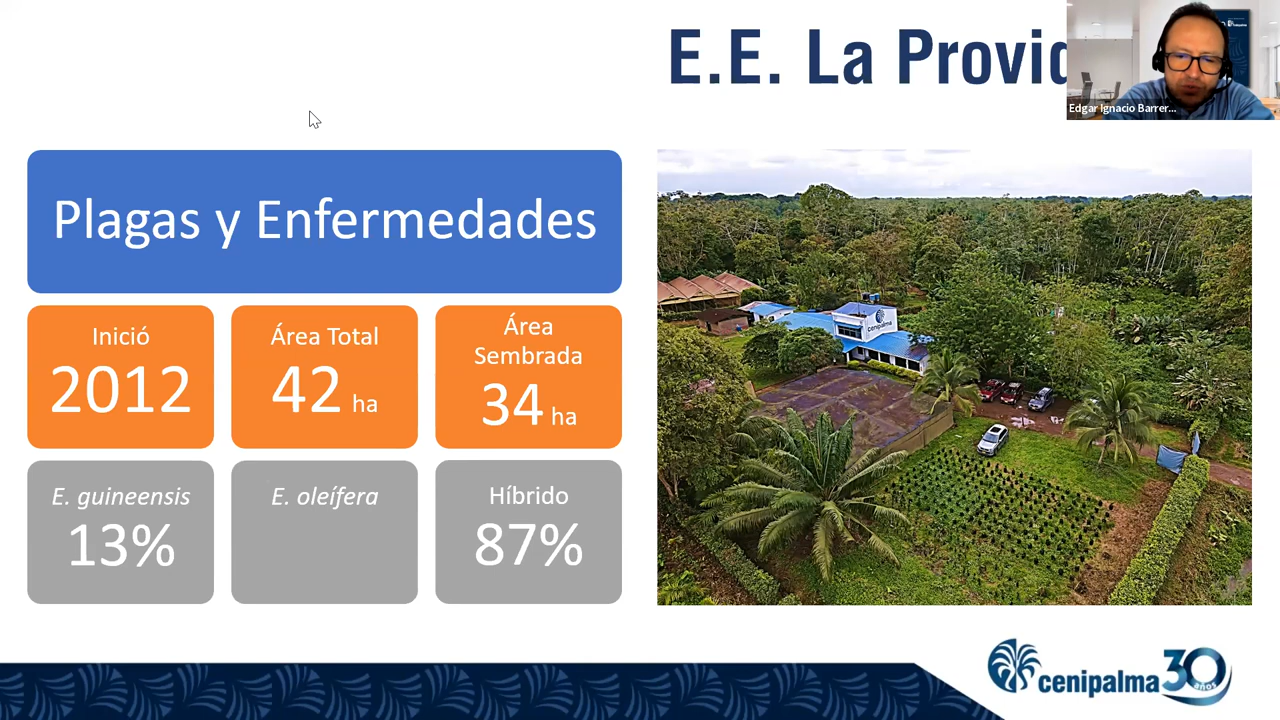 E.E. La Provid
Edgar Ignacio Barrer...
Plagas y Enfermedades
Inició
2012
Área Total
42 ha
Área
Sembrada
34 ha
E. guineensis
13%
E. oleífera
Híbrido
87%
cenipalma
cenipalma 30
años